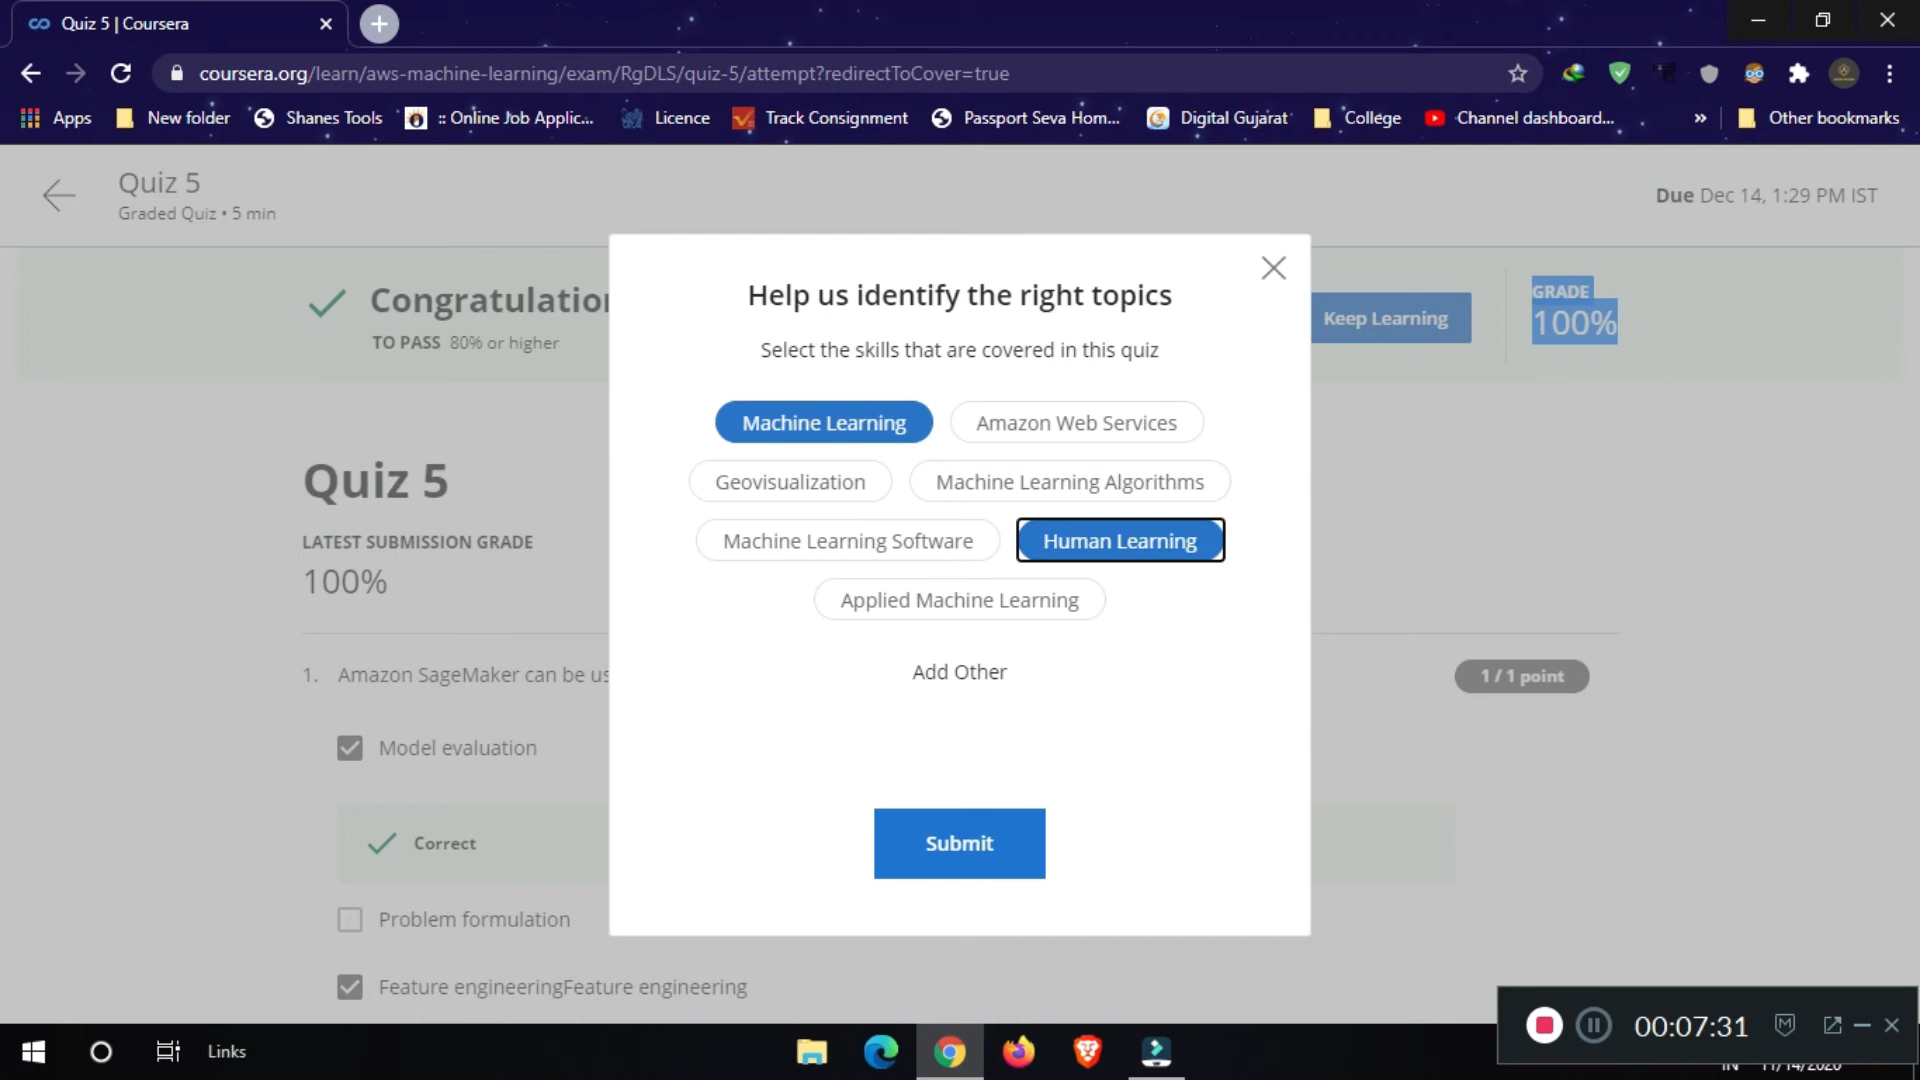 Quiz 5 | Coursera
coursera.org/learn/aws-machine-learning/exam/RgDLS/quiz-5/attempt?redirectToCover=true
Apps New folder Shanes Tools :: Online Job Applic... Licence Track Consignment Passport Seva Hom... Digital Gujarat College Channel dashboard... » Other bookmarks
Quiz 5
Graded Quiz • 5 min
Due Dec 14, 1:29 PM IST
Congratulation
TO PASS 80% or higher
Keep Learning
GRADE
100%
Help us identify the right topics
Select the skills that are covered in this quiz
Machine Learning Amazon Web Services
Geovisualization Machine Learning Algorithms
Machine Learning Software Human Learning
Applied Machine Learning
Add Other
Submit
Quiz 5
LATEST SUBMISSION GRADE
100%
1. Amazon SageMaker can be us
1 / 1 point
Model evaluation
Correct
Problem formulation
Feature engineeringFeature engineering
00:07:31
Links